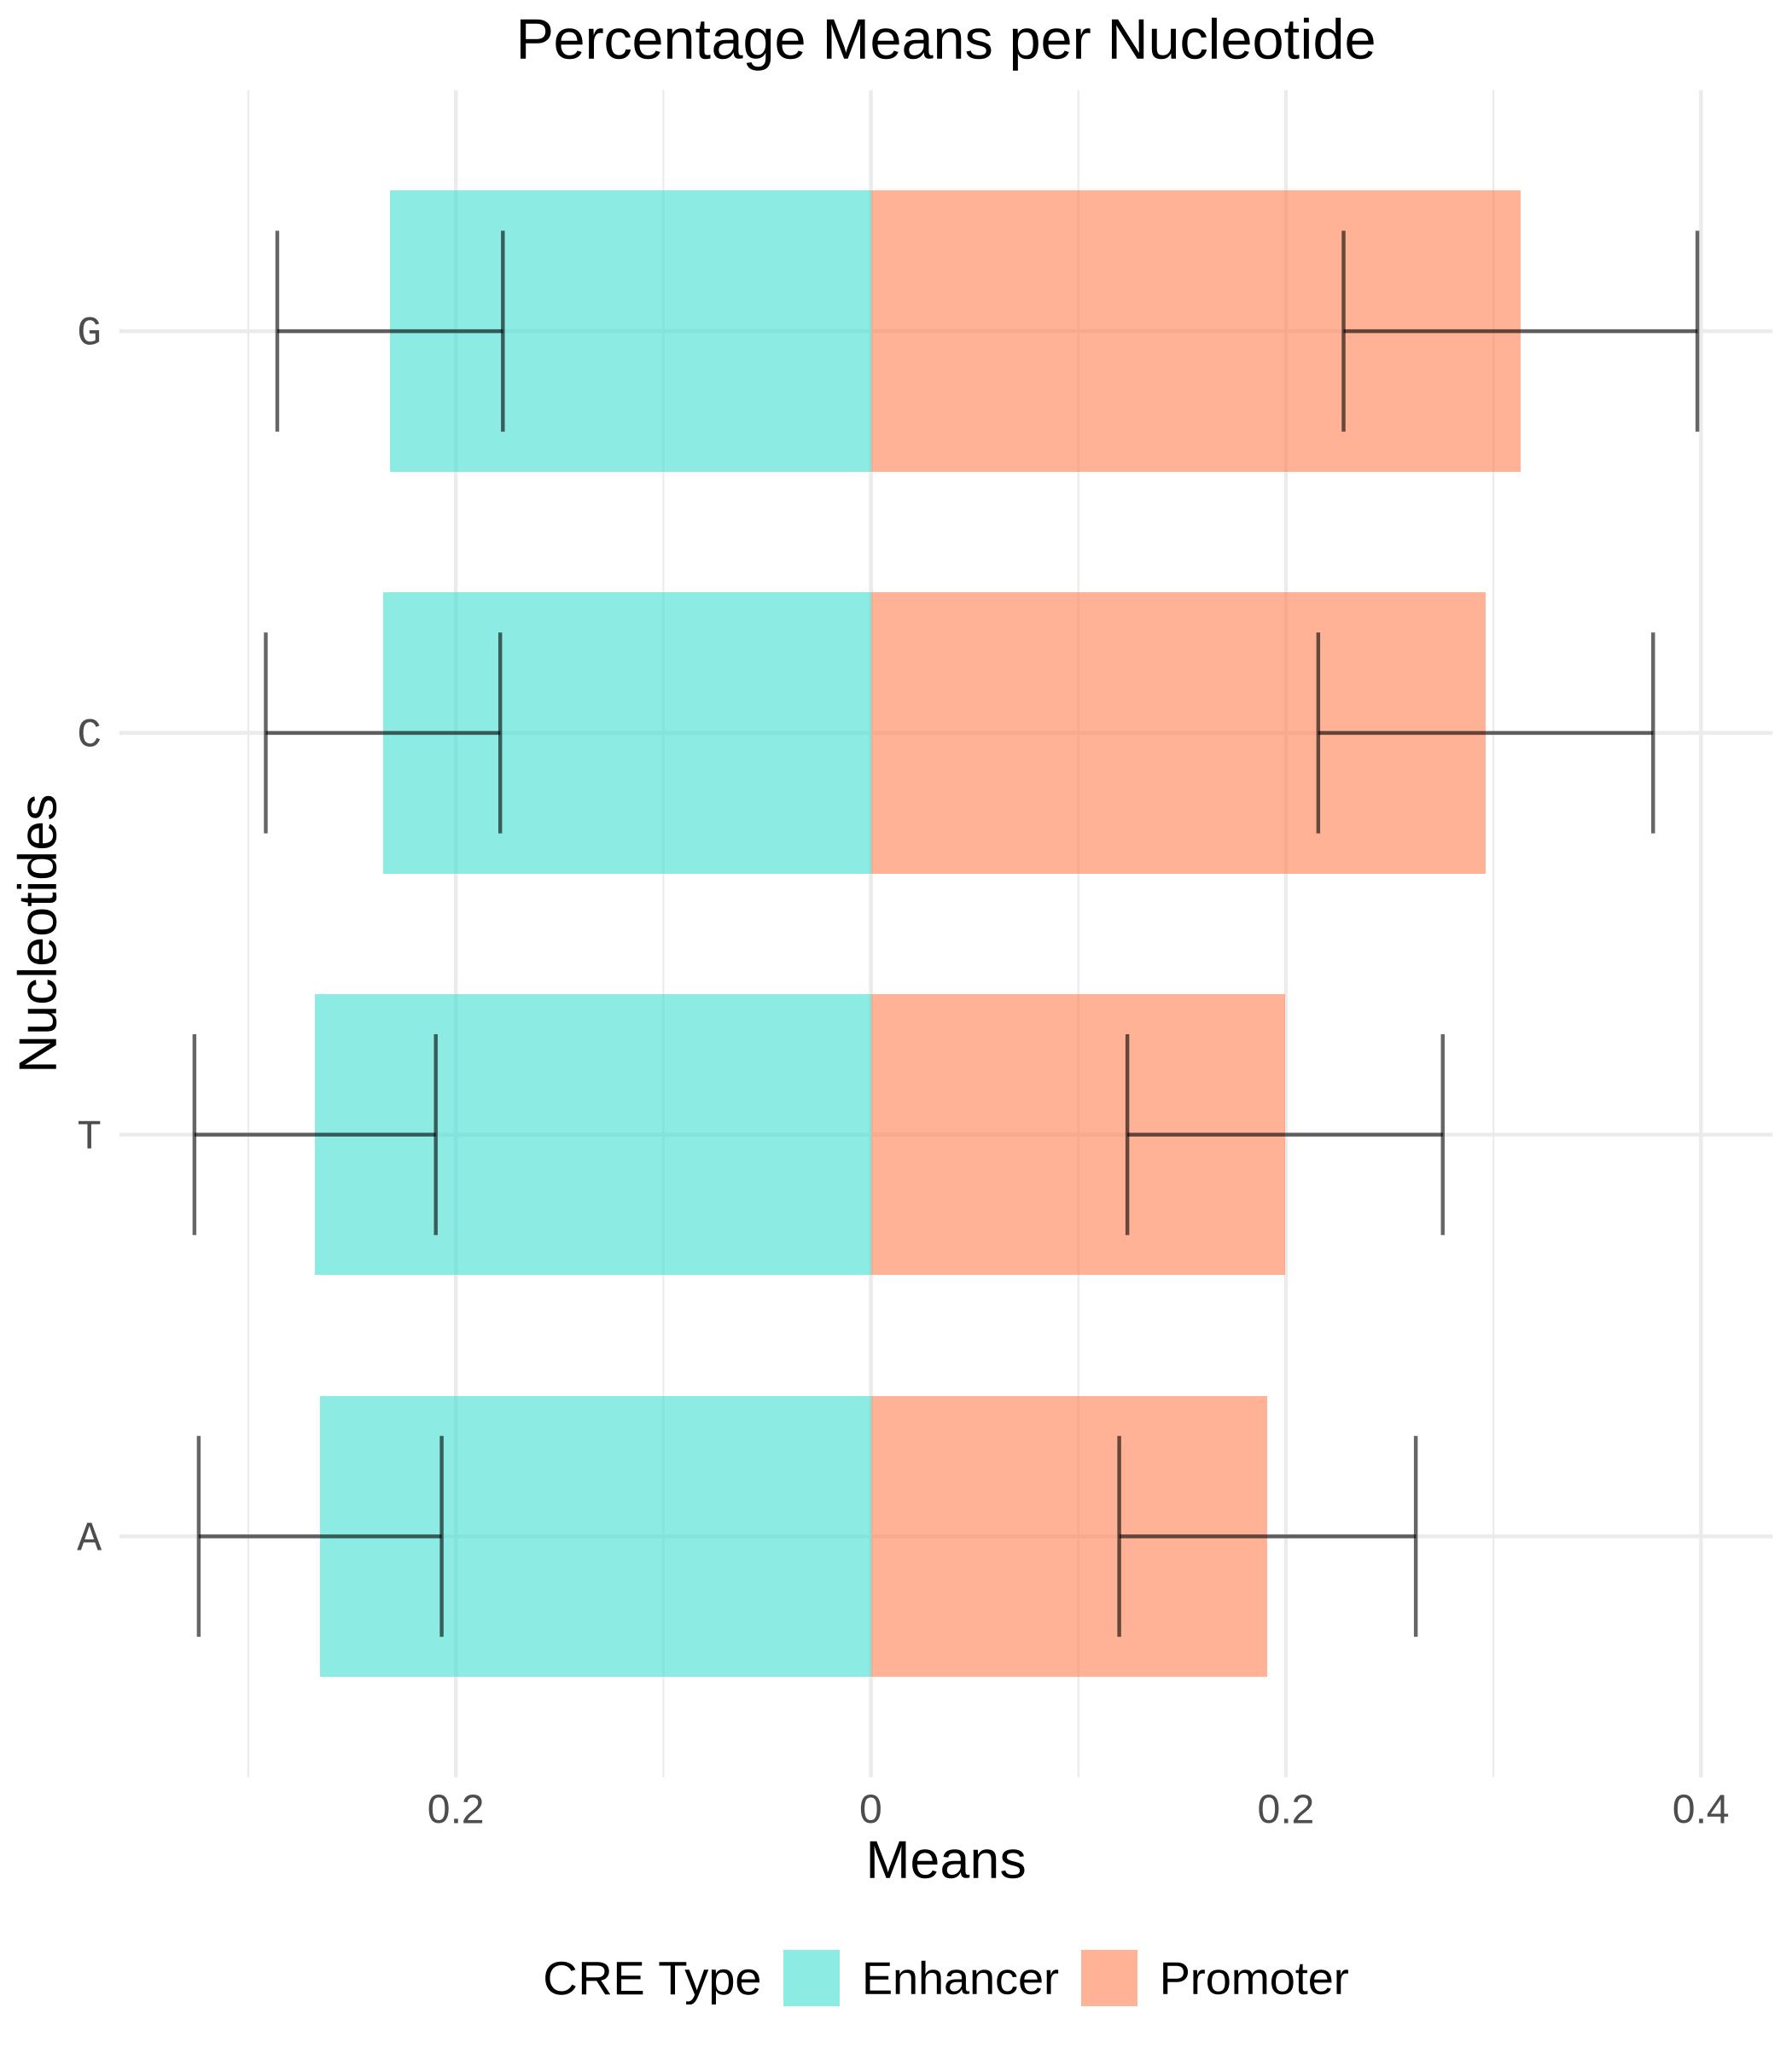 Percentage Means per Nucleotide
Nucleotides
G
C
T
A
0.2 0 0.2 0.4
Means
CRE Type Enhancer Promoter